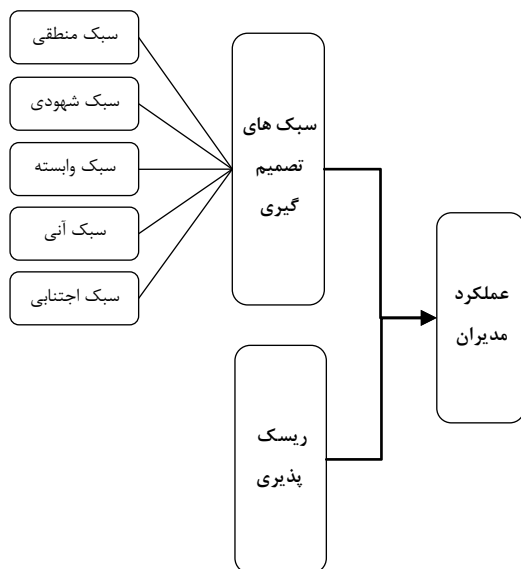 سبک منطقی
سبک شهودی
سبک وابسته
سبک آنی
سبک اجتنابی
سبک های
تصمیم
گیری
ریسک
پذیری
عملکرد
مدیران